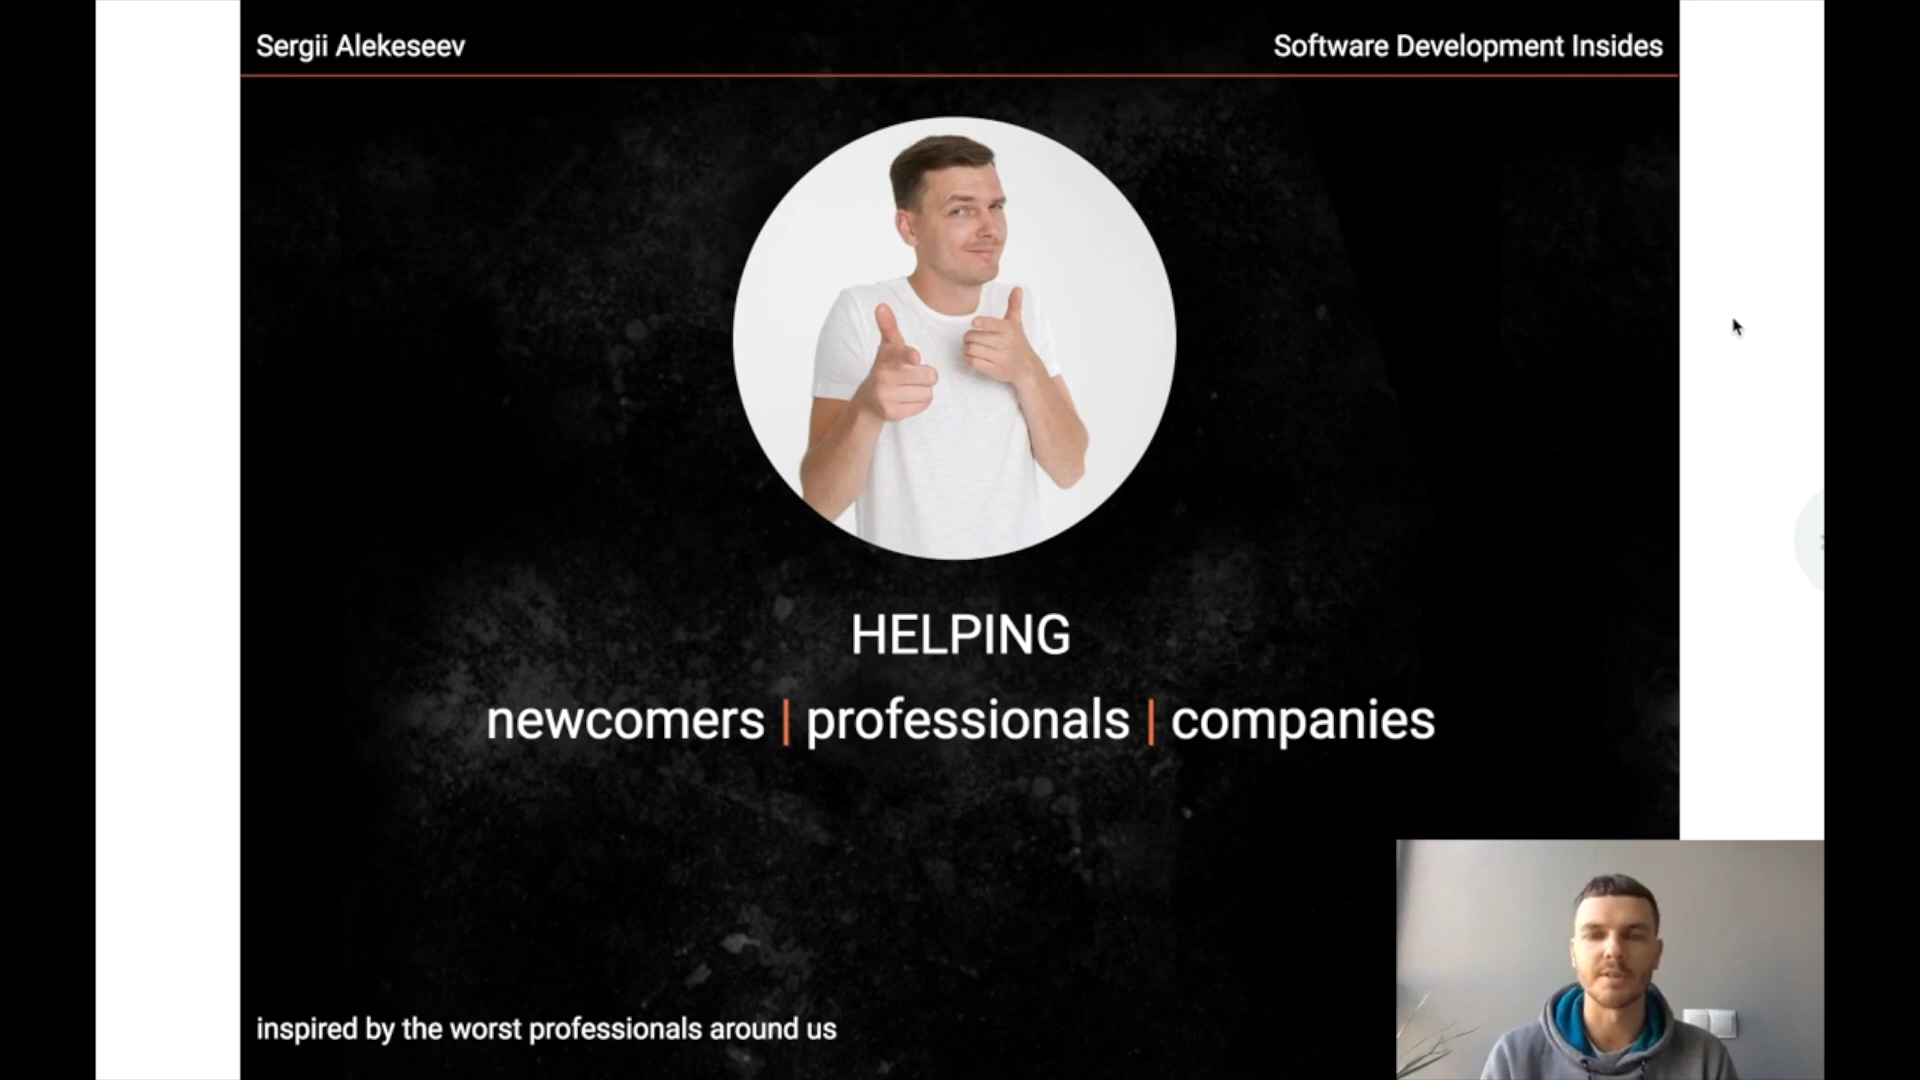 Sergii Alekeseev
Software Development Insides
HELPING
newcomers | professionals | companies
inspired by the worst professionals around us